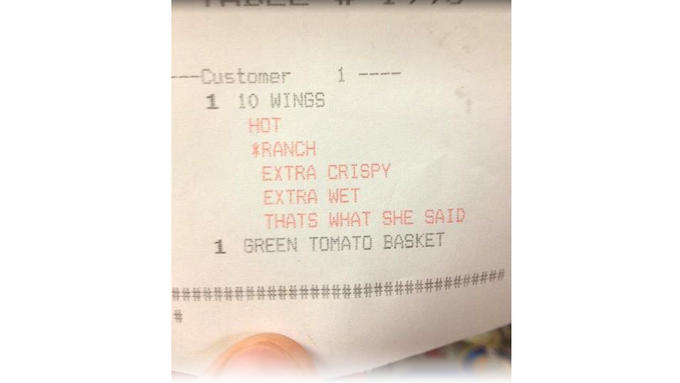 ---Customer 1 ----
1 10 WINGS
HOT
*RANCH
EXTRA CRISPY
EXTRA WET
THATS WHAT SHE SAID
1 GREEN TOMATO BASKET
######################################
#